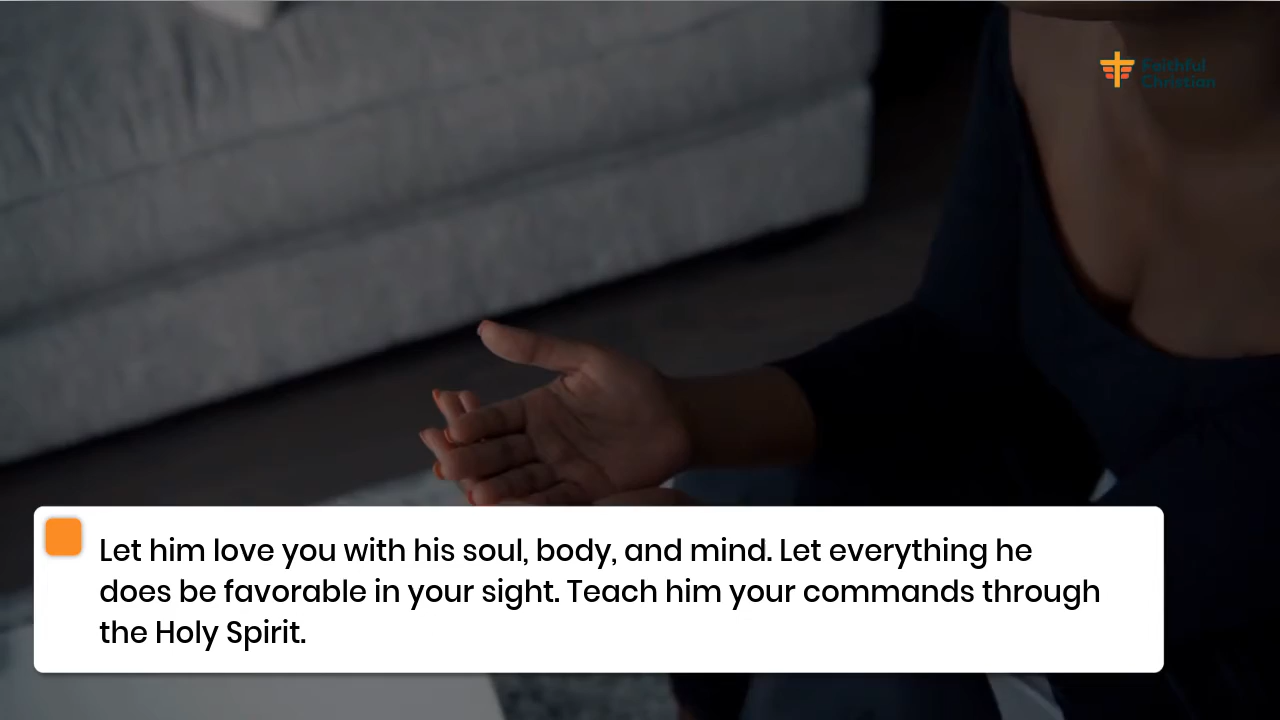 Faithful
Christian
Let him love you with his soul, body, and mind. Let everything he
does be favorable in your sight. Teach him your commands through
the Holy Spirit.